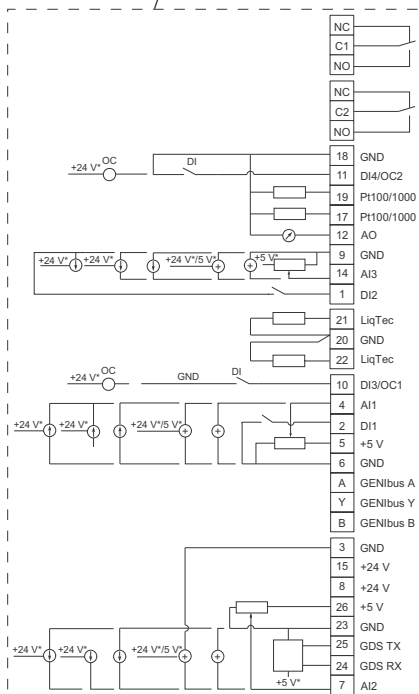 NC
C1
NO
NC
C2
NO
18 GND
+24 V* OC DI 11 DI4/OC2
19 Pt100/1000
17 Pt100/1000
12 AO
9 GND
+24 V* +24 V* +24 V*/5 V* +5 V* 14 AI3
1 DI2
21 LiqTec
20 GND
22 LiqTec
+24 V* OC GND DI 10 DI3/OC1
4 AI1
+24 V* +24 V* +24 V*/5 V* 2 DI1
5 +5 V
6 GND
A GENIbus A
Y GENIbus Y
B GENIbus B
3 GND
15 +24 V
8 +24 V
26 +5 V
23 GND
25 GDS TX
+24 V* +24 V* +24 V*/5 V* 24 GDS RX
+5 V* 7 AI2